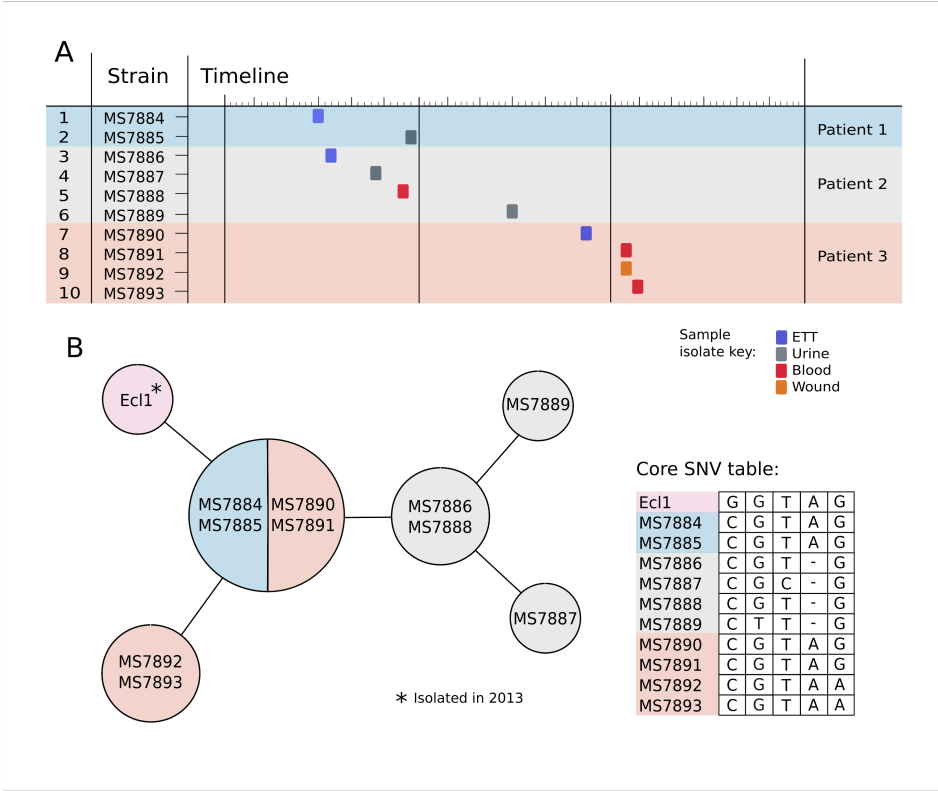 A
Strain Timeline
1 MS7884
2 MS7885
Patient 1
3 MS7886
4 MS7887
5 MS7888
6 MS7889
Patient 2
7 MS7890
8 MS7891
9 MS7892
10 MS7893
Patient 3
Sample
isolate key:
ETT
Urine
Blood
Wound
B
Ecl1*
MS7884
MS7885
MS7890
MS7891
MS7886
MS7888
MS7889
MS7887
MS7892
MS7893
* Isolated in 2013
Core SNV table:
Ecl1 G G T A G
MS7884 C G T A G
MS7885 C G T A G
MS7886 C G T - G
MS7887 C G C - G
MS7888 C G T - G
MS7889 C T T - G
MS7890 C G T A G
MS7891 C G T A G
MS7892 C G T A A
MS7893 C G T A A